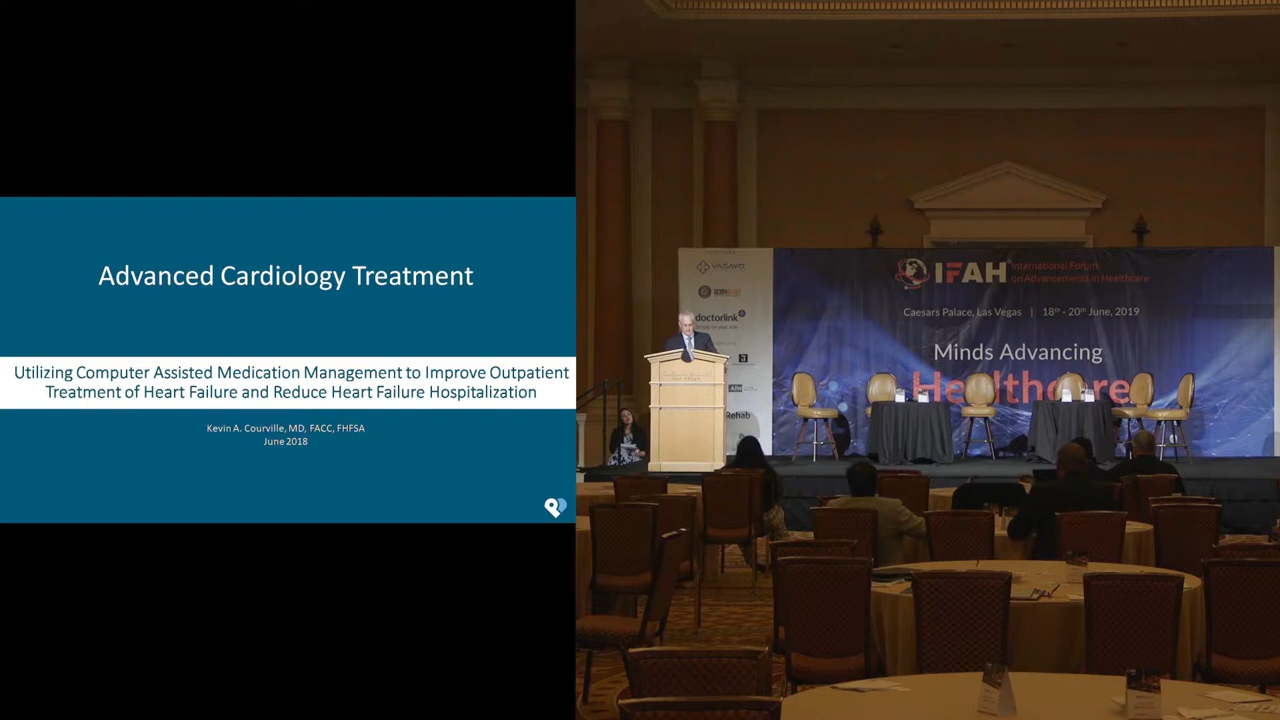 Advanced Cardiology Treatment
Utilizing Computer Assisted Medication Management to Improve Outpatient
Treatment of Heart Failure and Reduce Heart Failure Hospitalization
Kevin A. Courville, MD, FACC, FHFSA
June 2018
VASAYO
doctorlink
Rehab
IFAH
International Forum
on Advancements in Healthcare
Caesars Palace, Las Vegas | 18th - 20th June, 2019
Minds Advancing
Healthcare